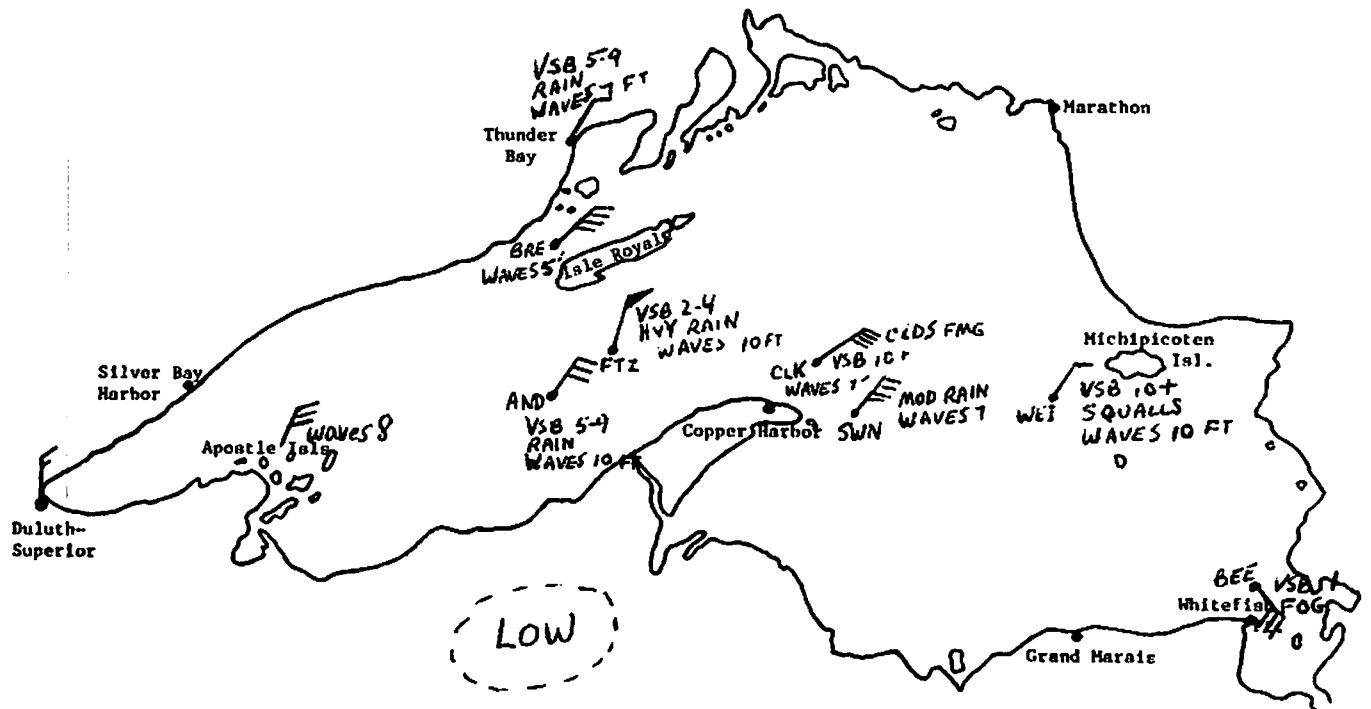 VSB 5-9
RAIN
WAVES 7 FT
Thunder
Bay
Marathon
BRE
WAVES 5'
Isle Royale
VSB 2-4
HVY RAIN
WAVES 10 FT
FTZ
CLDS FMG
CLK
VSB 10+
WAVES 7'
Michipicoten
Isl.
Silver Bay
Harbor
AND
VSB 5-9
RAIN
WAVES 10 FT
MOD RAIN
WAVES 7
Copper Harbor
SWN
WEI
VSB 10+
SQUALLS
WAVES 10 FT
WAVES 8
Apostle Isls
Duluth-
Superior
LOW
BEE
VSB
Whitefish
FOG
Grand Marais